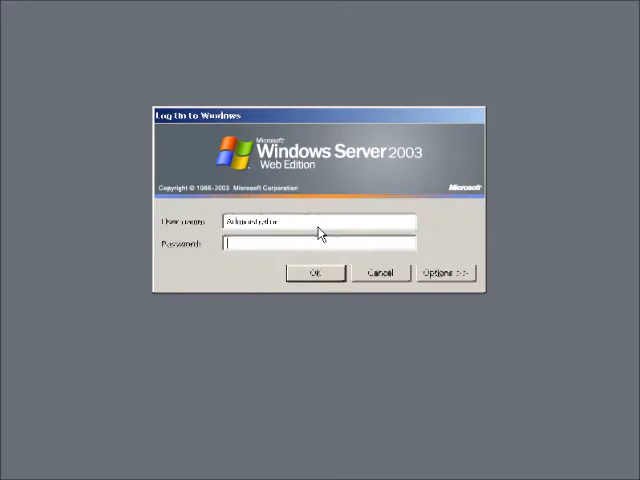 Log On to Windows
Microsoft
Windows Server 2003
Web Edition
Copyright © 1985-2003 Microsoft Corporation Microsoft
User name: Administrator
Password:
OK Cancel Options >>